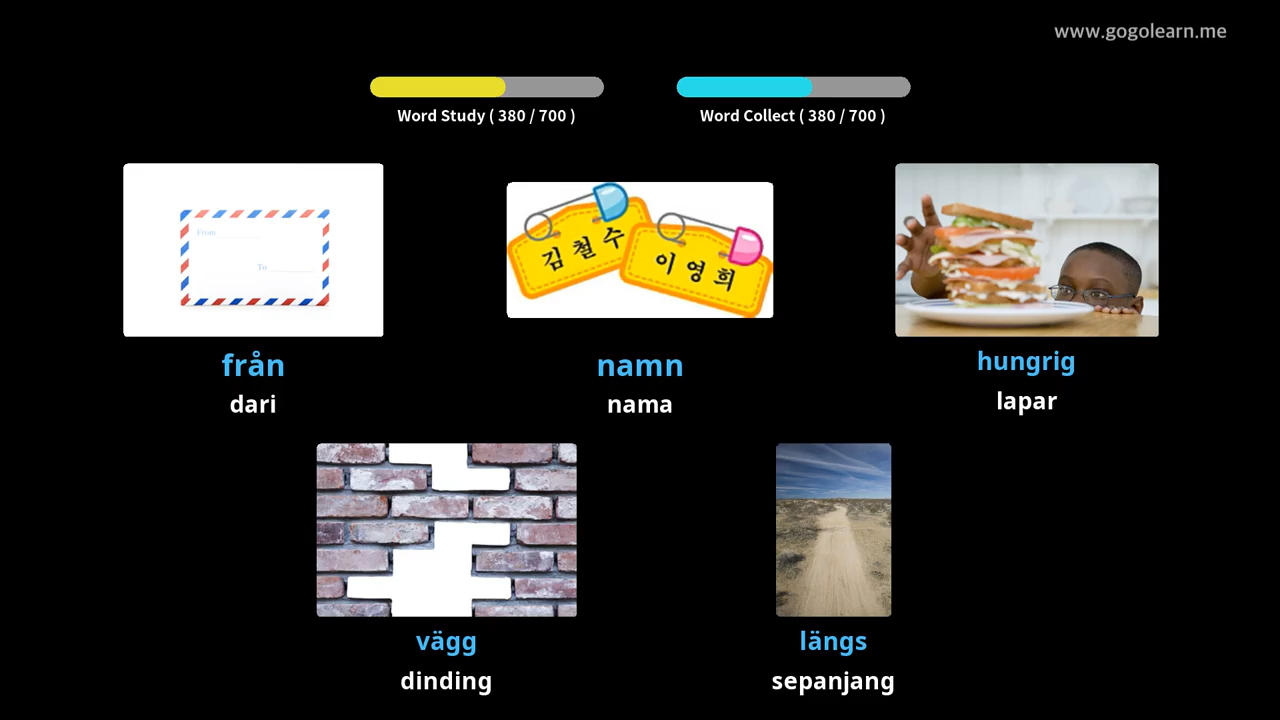 www.gogolearn.me
Word Study ( 380 / 700 )
Word Collect ( 380 / 700 )
From
To
김철수
이영희
från
dari
namn
nama
hungrig
lapar
vägg
dinding
längs
sepanjang